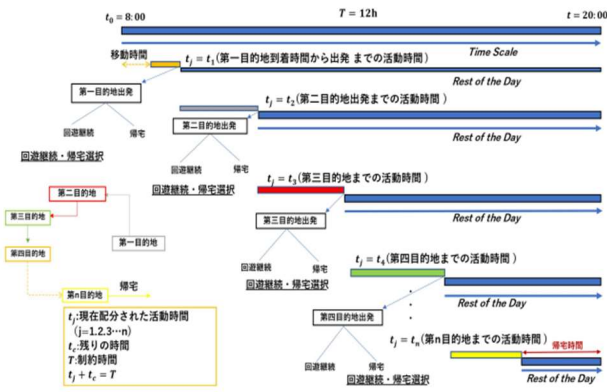 t₀ = 8:00
T = 12h
t = 20:00
Time Scale
移動時間
tⱼ = t₁(第一目的地到着時間から出発 までの活動時間 )
Rest of the Day
第一目的地出発
回遊継続
帰宅
回遊継続・帰宅選択
tⱼ = t₂(第二目的地出発までの活動時間 )
Rest of the Day
第二目的地出発
回遊継続
帰宅
回遊継続・帰宅選択
tⱼ = t₃(第三目的地までの活動時間 )
Rest of the Day
第三目的地出発
回遊継続
帰宅
回遊継続・帰宅選択
tⱼ = t₄(第四目的地までの活動時間 )
Rest of the Day
第四目的地出発
回遊継続
帰宅
回遊継続・帰宅選択
tⱼ = tₙ(第n目的地までの活動時間 )
帰宅時間
Rest of the Day
第二目的地
第三目的地
第一目的地
第四目的地
第n目的地
帰宅
tⱼ:現在配分された活動時間
(j=1.2.3…n)
t꜀:残りの時間
T:制約時間
tⱼ + t꜀ = T